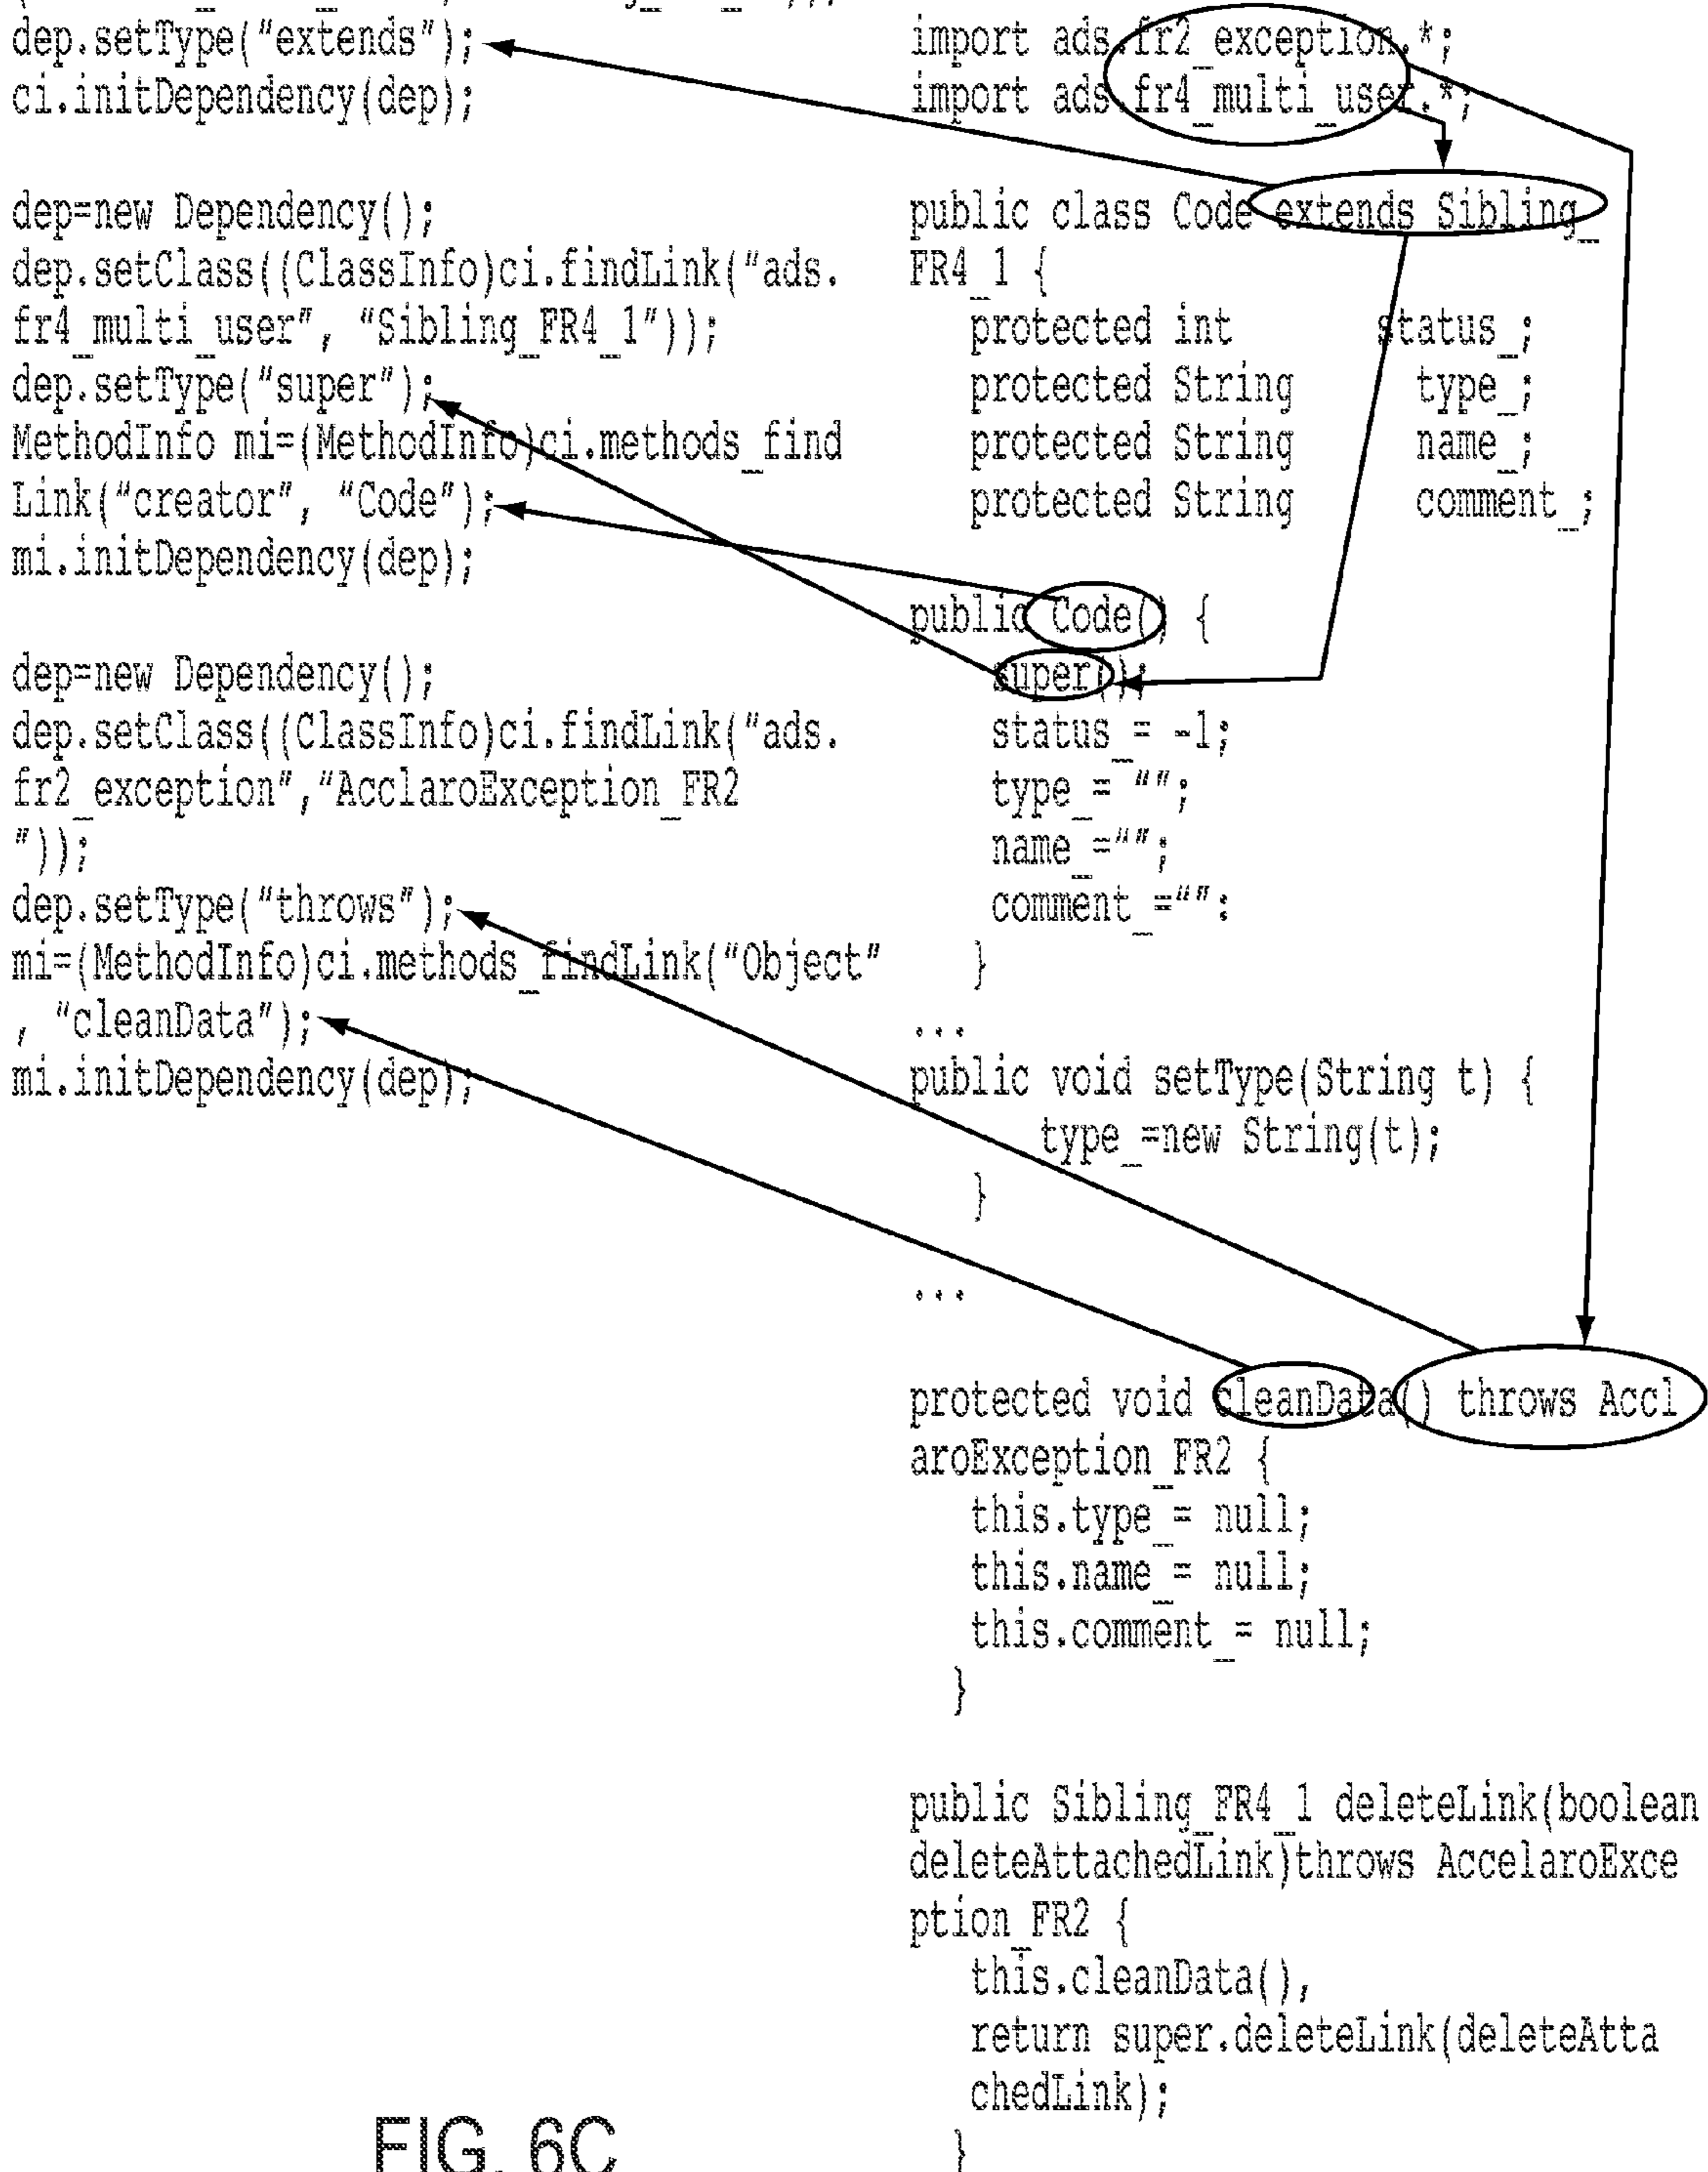 dep.setType("extends");
ci.initDependency(dep);
dep=new Dependency();
dep.setClass((ClassInfo)ci.findLink("ads.
fr4_multi_user", "Sibling_FR4_1"));
dep.setType("super");
MethodInfo mi=(MethodInfo)ci.methods_find
Link("creator", "Code");
mi.initDependency(dep);
dep=new Dependency();
dep.setClass((ClassInfo)ci.findLink("ads.
fr2_exception","AcclaroException_FR2
"));
dep.setType("throws");
mi=(MethodInfo)ci.methods_findLink("Object"
, "cleanData");
mi.initDependency(dep);
import ads.fr2_exception.*;
import ads.fr4_multi_user.*;
public class Code extends Sibling_
FR4_1 {
protected int status_;
protected String type_;
protected String name_;
protected String comment_;
public Code() {
super();
status_= -1;
type_= "";
name_="";
comment_="":
}
...
public void setType(String t) {
type_=new String(t);
}
...
protected void cleanData() throws Accl
aroException_FR2 {
this.type_= null;
this.name_= null;
this.comment_= null;
}
public Sibling_FR4_1 deleteLink(boolean
deleteAttachedLink)throws AccelaroExce
ption_FR2 {
this.cleanData(),
return super.deleteLink(deleteAtta
chedLink);
}
FIG. 6C